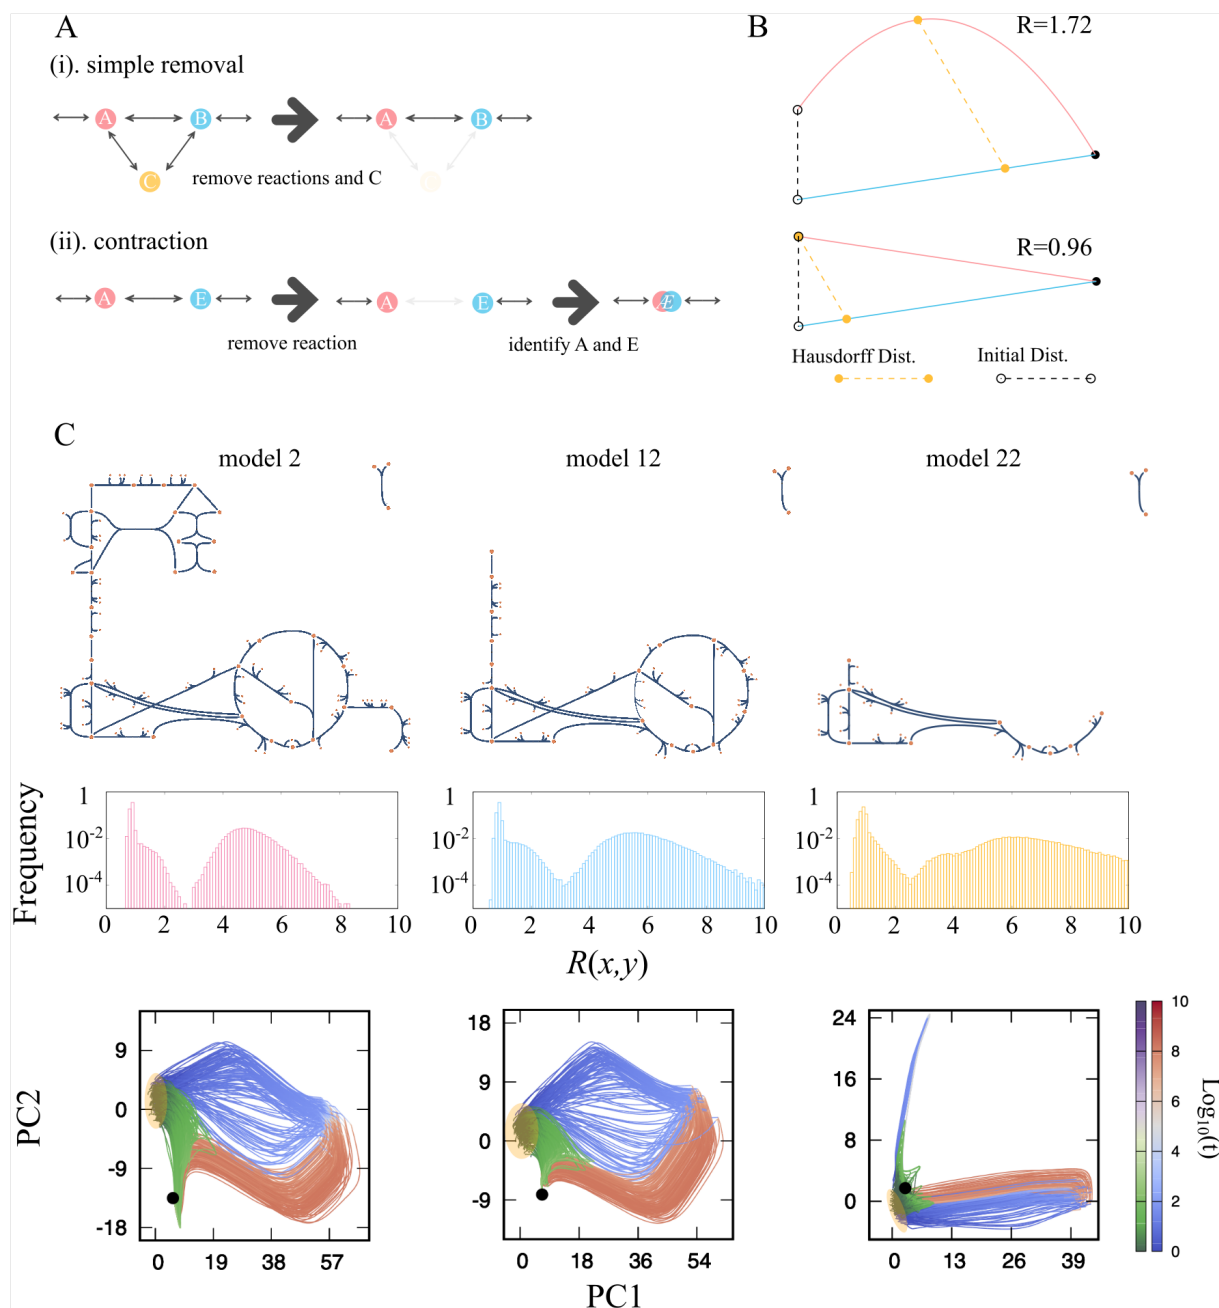 A
(i). simple removal
A
B
C
A
B
C
remove reactions and C
(ii). contraction
A
E
A
E
Æ
remove reaction
identify A and E
B
R=1.72
R=0.96
Hausdorff Dist.
Initial Dist.
C
model 2
model 12
model 22
Frequency
1
10-2
10-4
0 2 4 6 8 10
1
10-2
10-4
0 2 4 6 8 10
1
10-2
10-4
0 2 4 6 8 10
R(x,y)
PC2
9
0
-9
-18
0 19 38 57
18
9
0
-9
0 18 36 54
24
16
8
0
0 13 26 39
PC1
10
8
6
4
2
0
Log10(t)